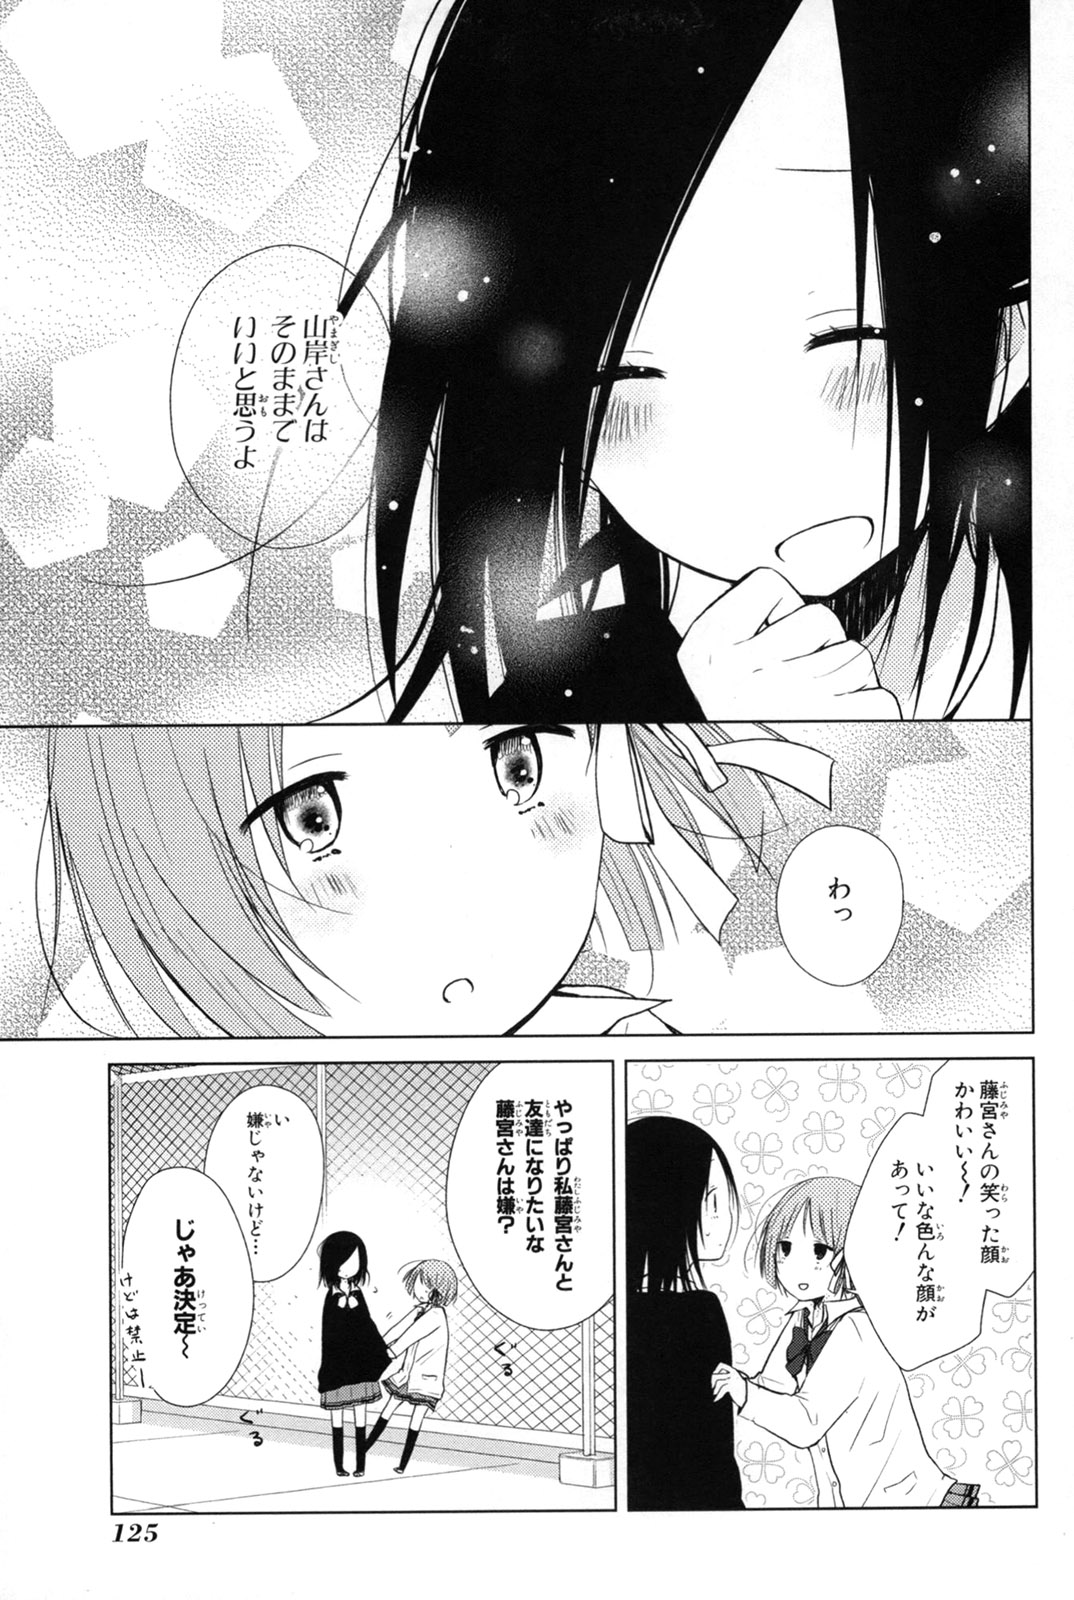 山岸さんは
そのままで
いいと思うよ
わっ
藤宮さんの笑った顔
かわいい〜!
いいな色んな顔が
あって!
やっぱり私藤宮さんと
友達になりたいな
藤宮さんは嫌?
い
嫌じゃないけど…
じゃあ決定〜
けどは禁止ー
ぐる
ぐる
125